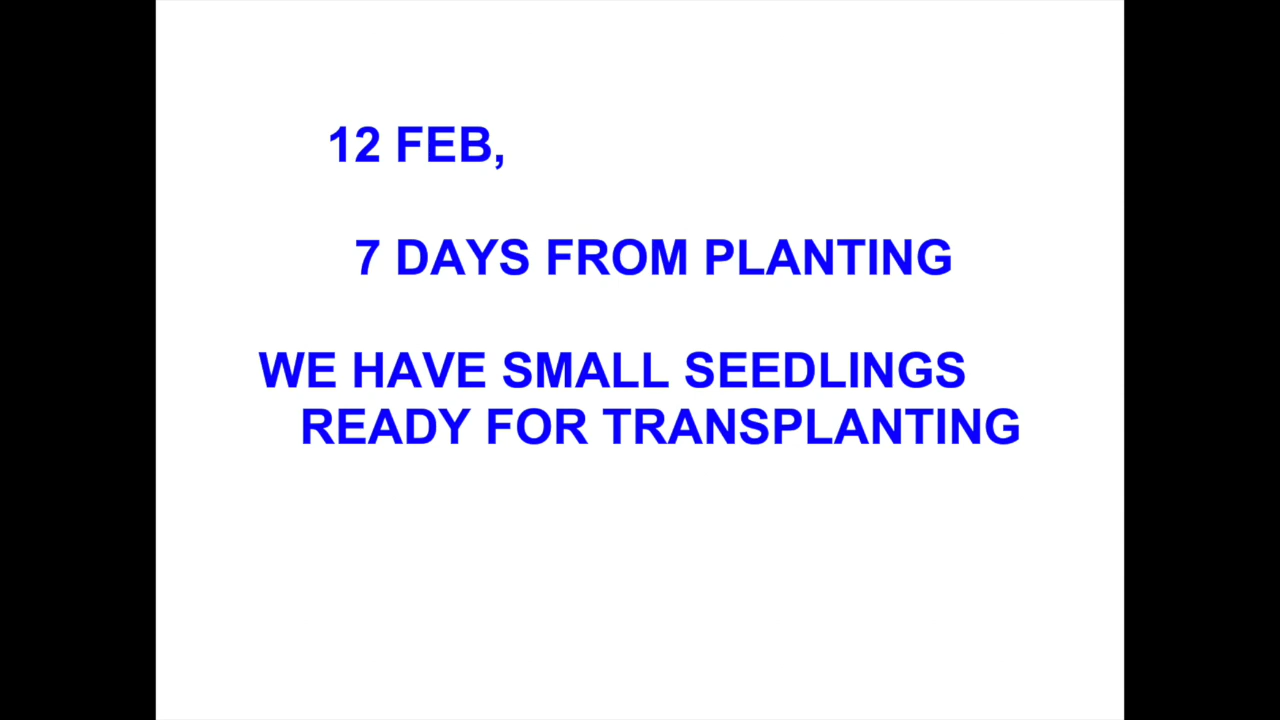 12 FEB,
7 DAYS FROM PLANTING
WE HAVE SMALL SEEDLINGS
READY FOR TRANSPLANTING